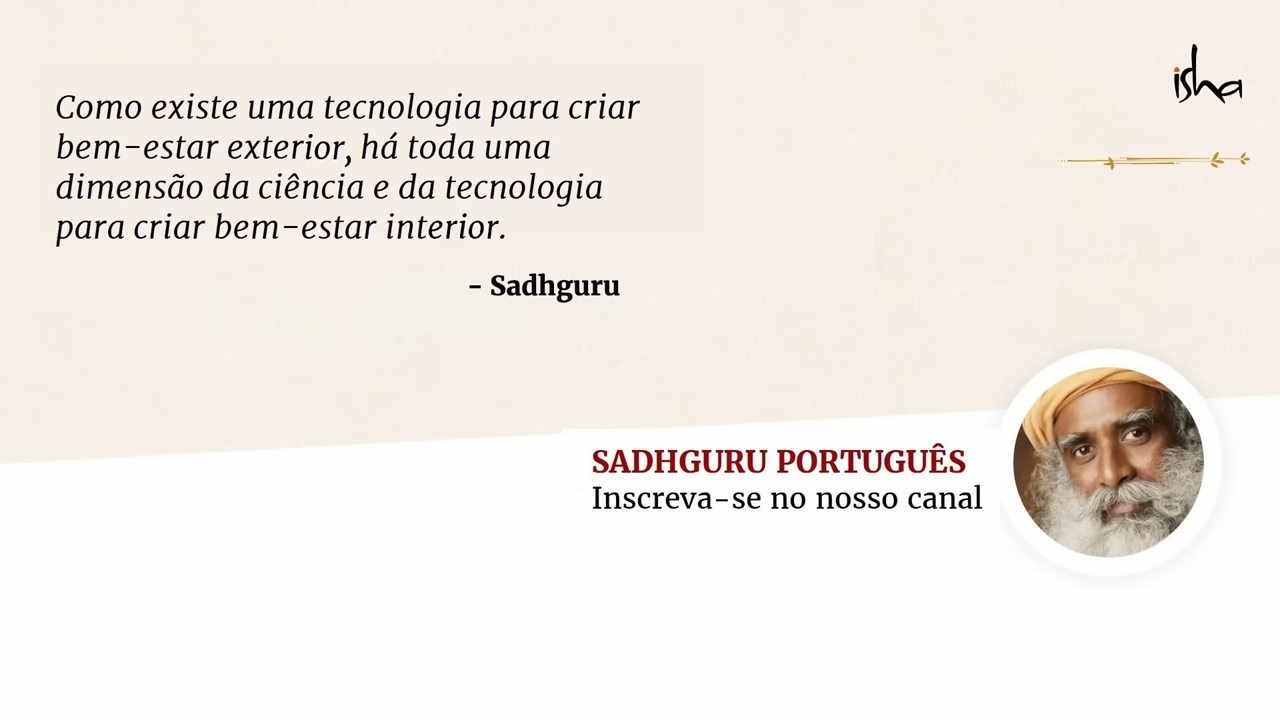 Como existe uma tecnologia para criar
bem-estar exterior, há toda uma
dimensão da ciência e da tecnologia
para criar bem-estar interior.
- Sadhguru
isha
SADHGURU PORTUGUÊS
Inscreva-se no nosso canal